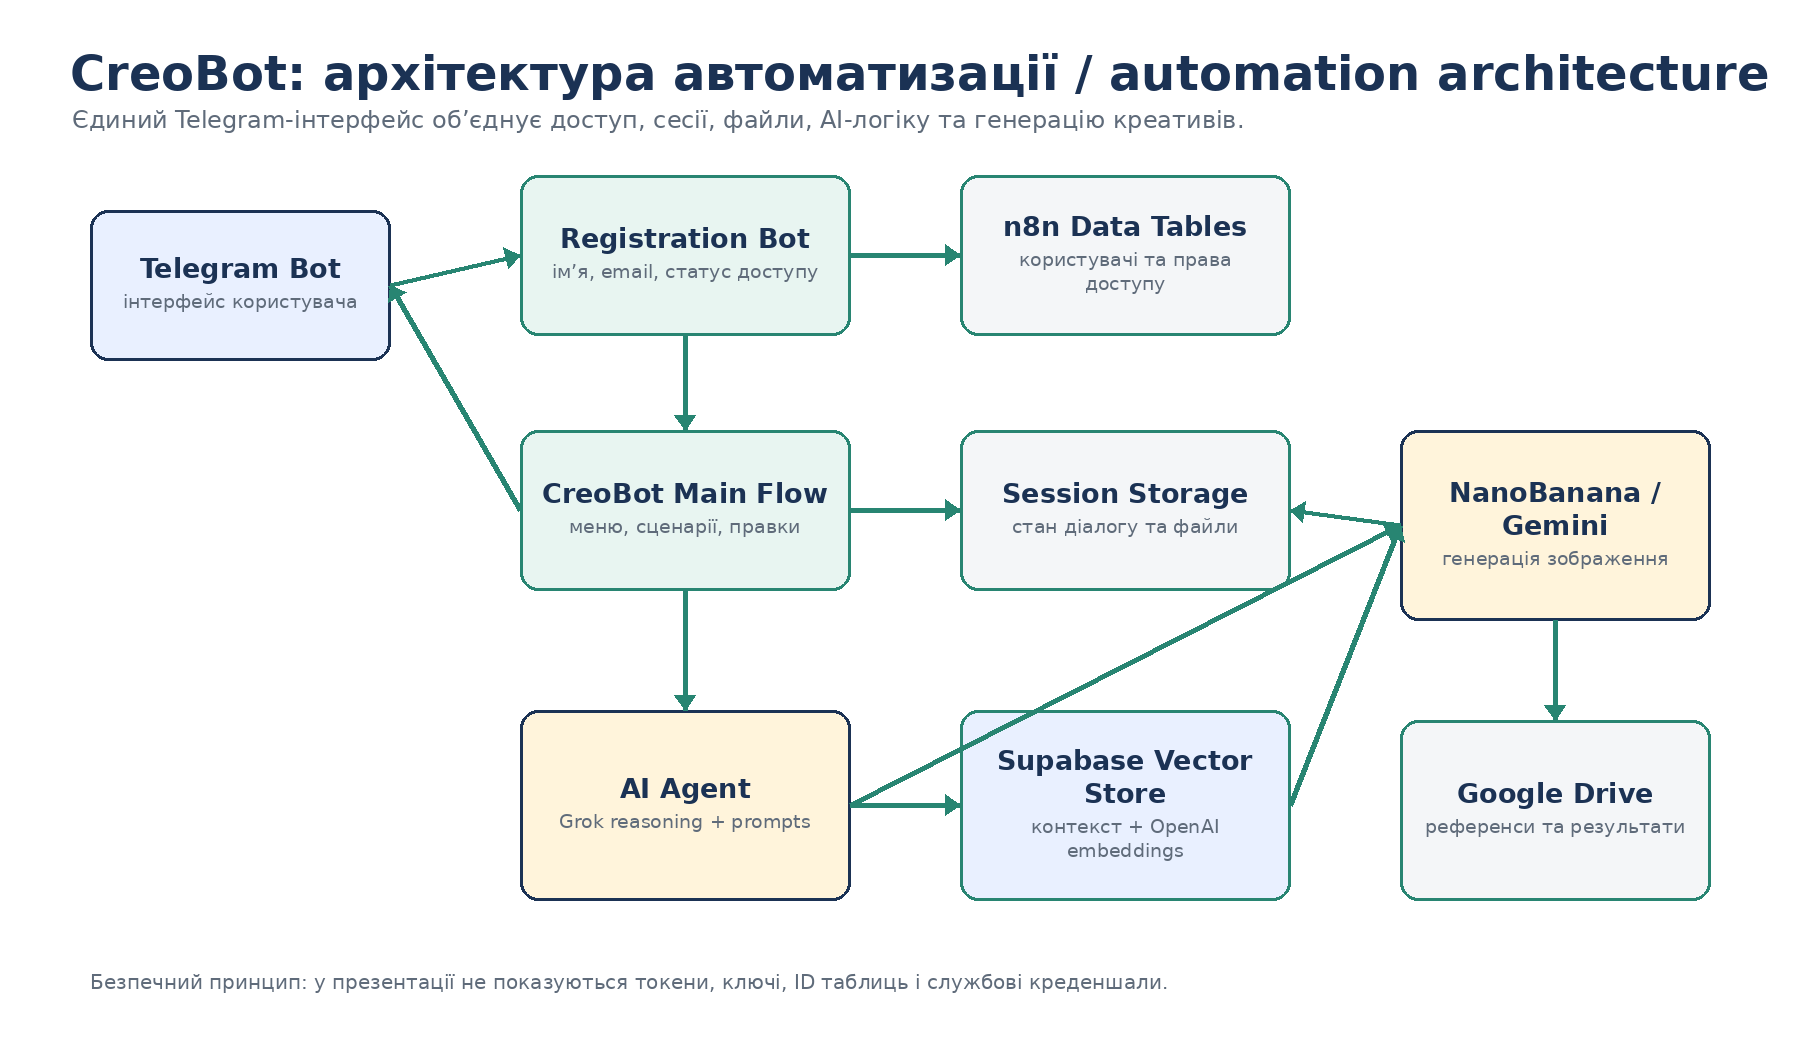 CreoBot: архітектура автоматизації / automation architecture
Єдиний Telegram-інтерфейс об’єднує доступ, сесії, файли, AI-логіку та генерацію креативів.
Telegram Bot
інтерфейс користувача
Registration Bot
ім’я, email, статус доступу
n8n Data Tables
користувачі та права
доступу
CreoBot Main Flow
меню, сценарії, правки
Session Storage
стан діалогу та файли
NanoBanana /
Gemini
генерація зображення
AI Agent
Grok reasoning + prompts
Supabase Vector
Store
контекст + OpenAI
embeddings
Google Drive
референси та результати
Безпечний принцип: у презентації не показуються токени, ключі, ID таблиць і службові креденшали.